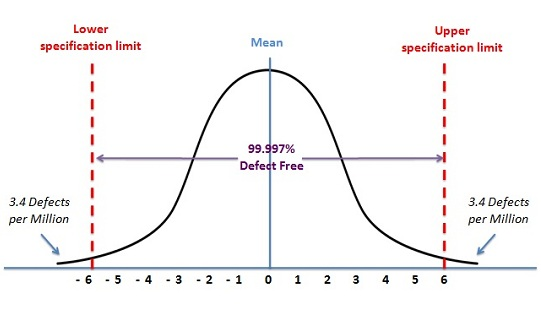 Lower
specification limit
Mean
Upper
specification limit
99.997%
Defect Free
3.4 Defects
per Million
3.4 Defects
per Million
- 6 - 5 - 4 - 3 - 2 - 1 0 1 2 3 4 5 6